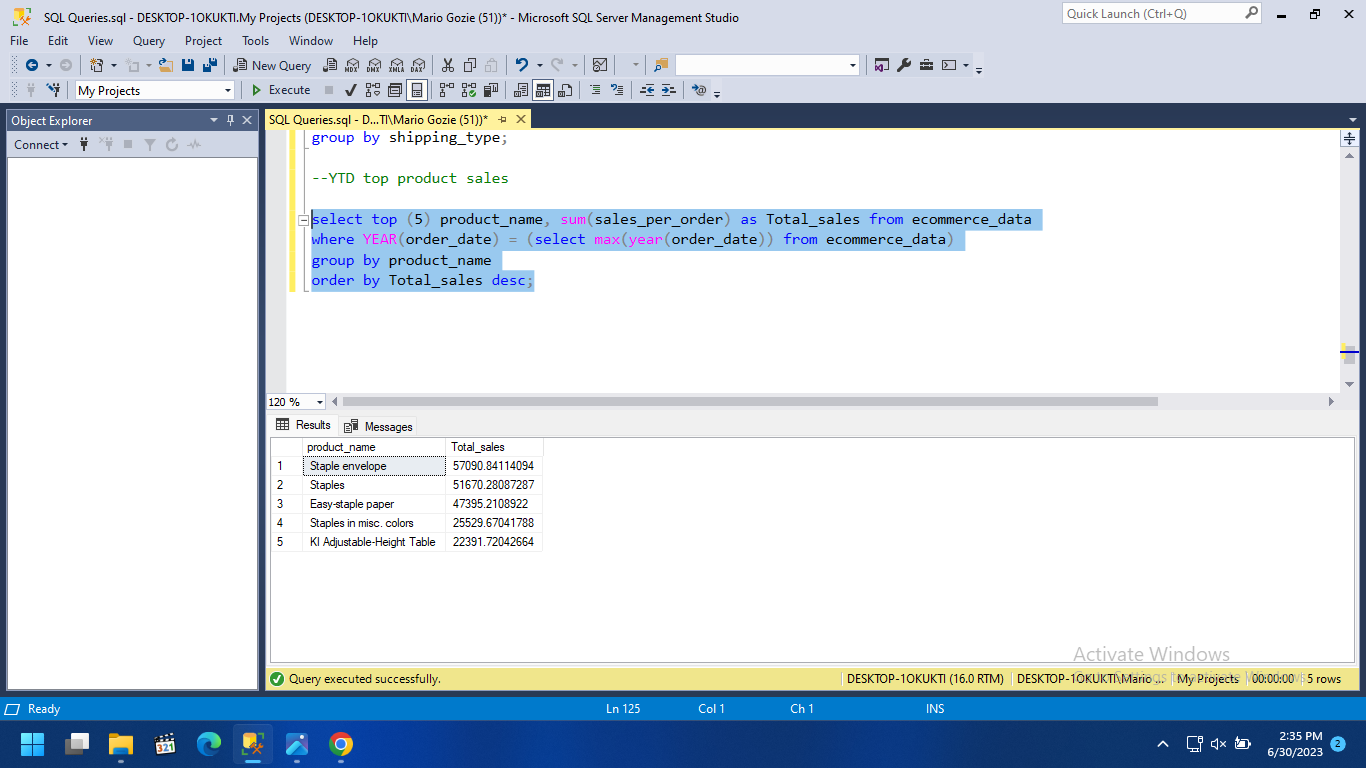 SQL Queries.sql - DESKTOP-1OKUKTI.My Projects (DESKTOP-1OKUKTI\Mario Gozie (51))* - Microsoft SQL Server Management Studio
Quick Launch (Ctrl+Q)
File Edit View Query Project Tools Window Help
New Query MDX DMX XMLA DAX
My Projects Execute
Object Explorer
SQL Queries.sql - D...TI\Mario Gozie (51))*
Connect
group by shipping_type;
--YTD top product sales
select top (5) product_name, sum(sales_per_order) as Total_sales from ecommerce_data
where YEAR(order_date) = (select max(year(order_date)) from ecommerce_data)
group by product_name
order by Total_sales desc;
120 %
Results Messages
product_name Total_sales
1 Staple envelope 57090.84114094
2 Staples 51670.28087287
3 Easy-staple paper 47395.2108922
4 Staples in misc. colors 25529.67041788
5 KI Adjustable-Height Table 22391.72042664
Activate Windows
Go to Settings to activate Windows.
Query executed successfully. DESKTOP-1OKUKTI (16.0 RTM) DESKTOP-1OKUKTI\Mario ... My Projects 00:00:00 5 rows
Ready Ln 125 Col 1 Ch 1 INS
321
2:35 PM
6/30/2023
2